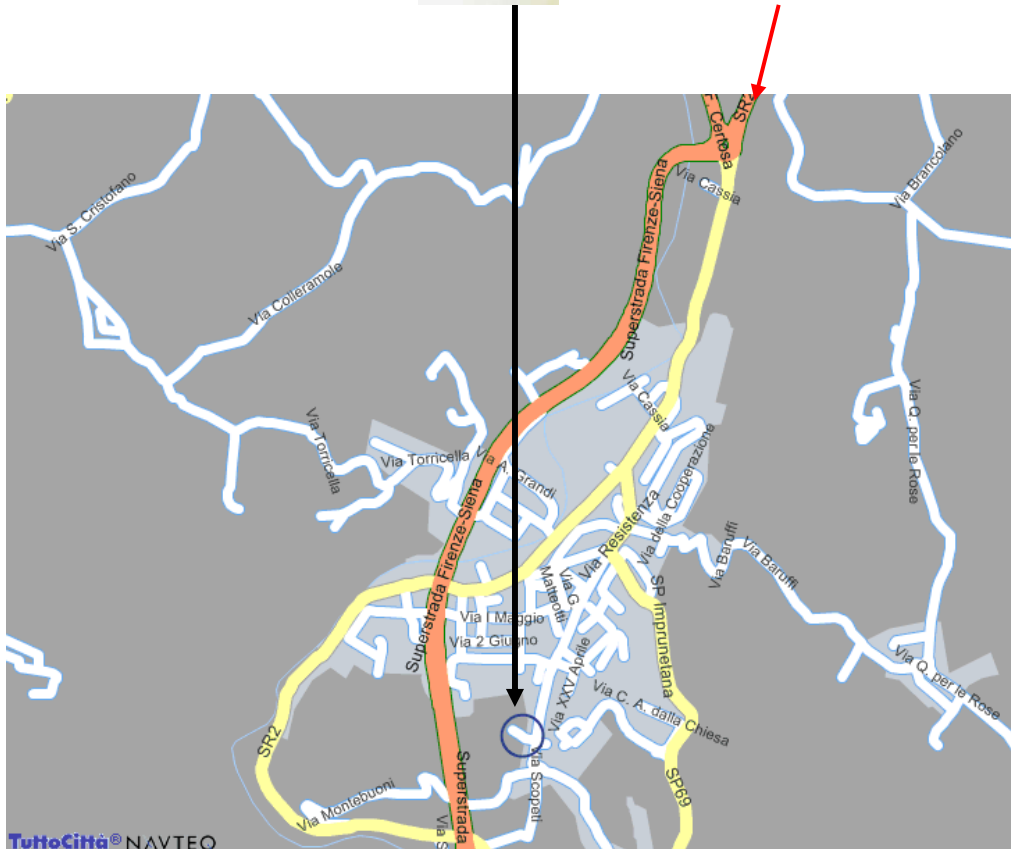 F. Certosa
SR2
Via Cassia
Via Brancolano
Via S. Cristofano
Superstrada Firenze-Siena
Via Colleramole
Via Cassia
Via Q. per le Rose
Via Torricella
Via Torricella
Via A. Grandi
Via della Cooperazione
Via Resistenza
Superstrada Firenze-Siena
Via Baruffi
Via Baruffi
Via G
Matteotti
SP Imprunetana
Via I Maggio
Via 2 Giugno
Via XXV Aprile
Via Q. per le Rose
Via C. A. dalla Chiesa
SR2
Via Scopeti
Superstrada
SP69
Via Montebuoni
Via S
TuttoCittà® NAVTEQ